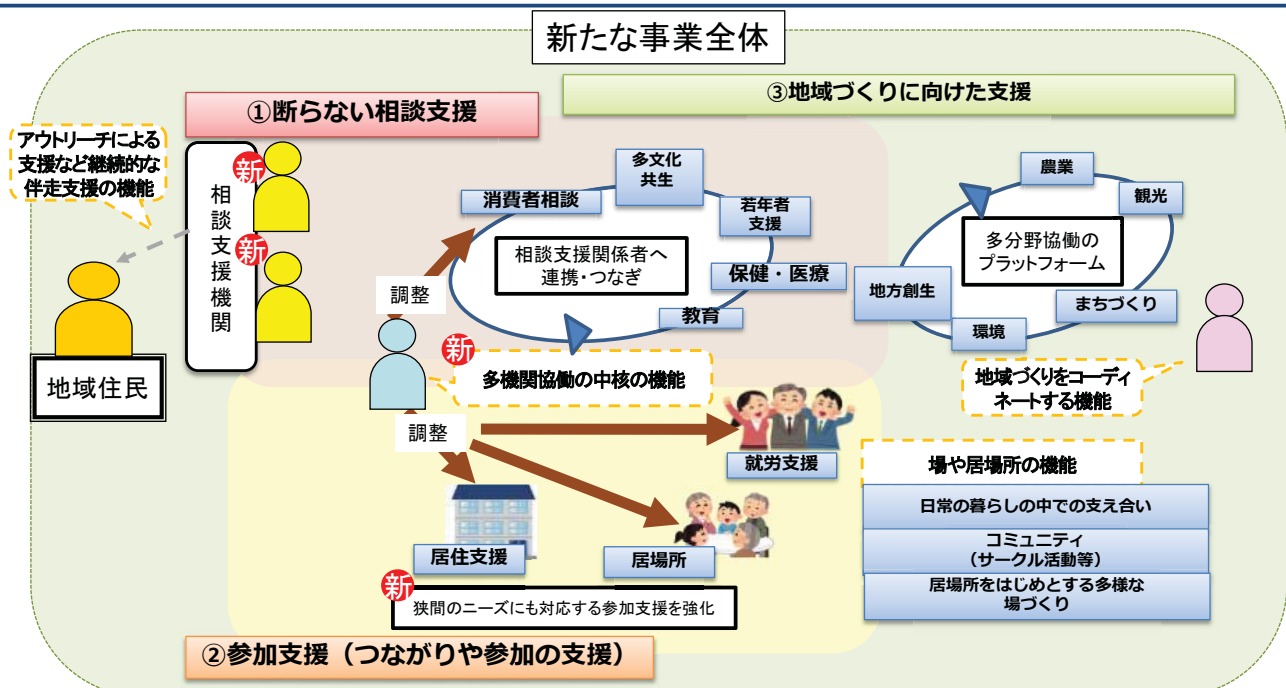 新たな事業全体
①断らない相談支援
③地域づくりに向けた支援
アウトリーチによる
支援など継続的な
伴走支援の機能
新
新
相談支援機関
地域住民
消費者相談
多文化
共生
若年者
支援
保健・医療
教育
相談支援関係者へ
連携・つなぎ
調整
新
多機関協働の中核の機能
農業
観光
多分野協働の
プラットフォーム
地方創生
まちづくり
環境
地域づくりをコーディ
ネートする機能
調整
就労支援
居住支援
居場所
新
狭間のニーズにも対応する参加支援を強化
②参加支援（つながりや参加の支援）
場や居場所の機能
日常の暮らしの中での支え合い
コミュニティ
（サークル活動等）
居場所をはじめとする多様な
場づくり